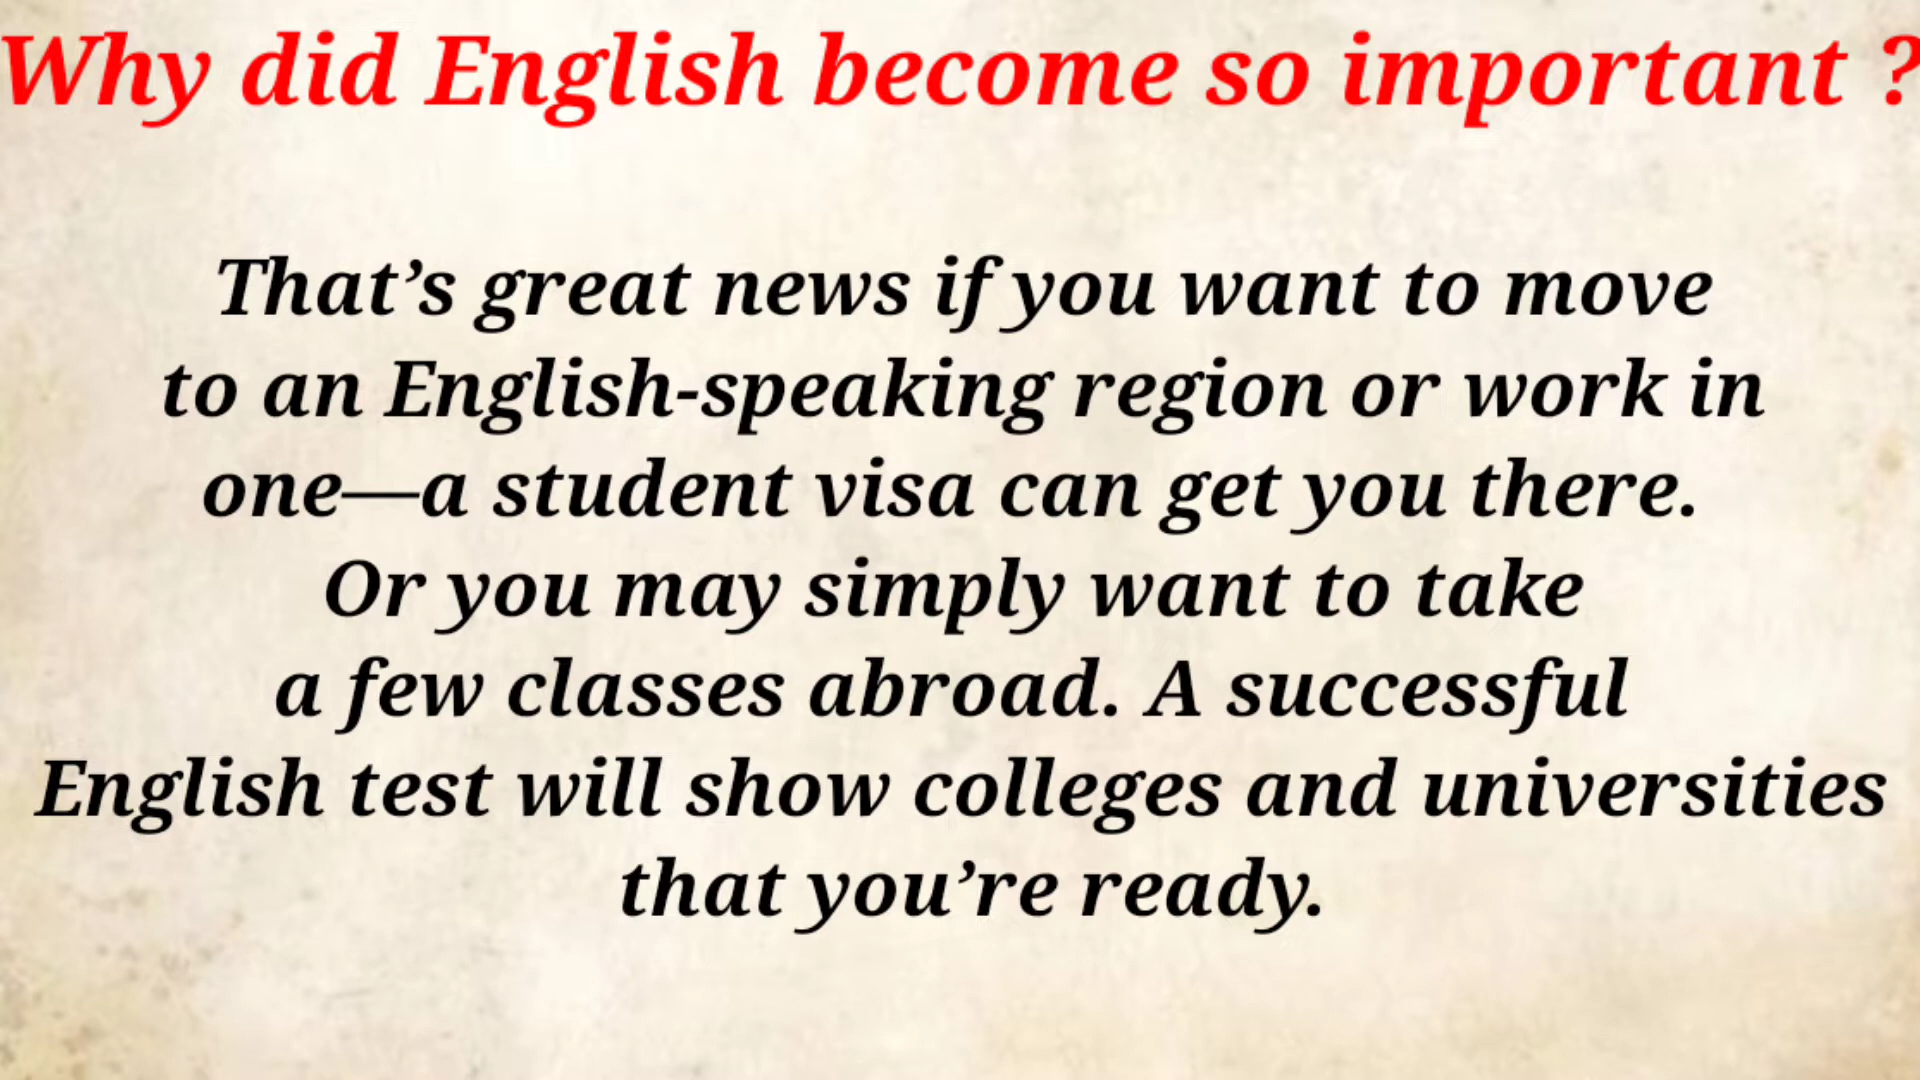 Why did English become so important ?
That’s great news if you want to move
to an English-speaking region or work in
one—a student visa can get you there.
Or you may simply want to take
a few classes abroad. A successful
English test will show colleges and universities
that you’re ready.